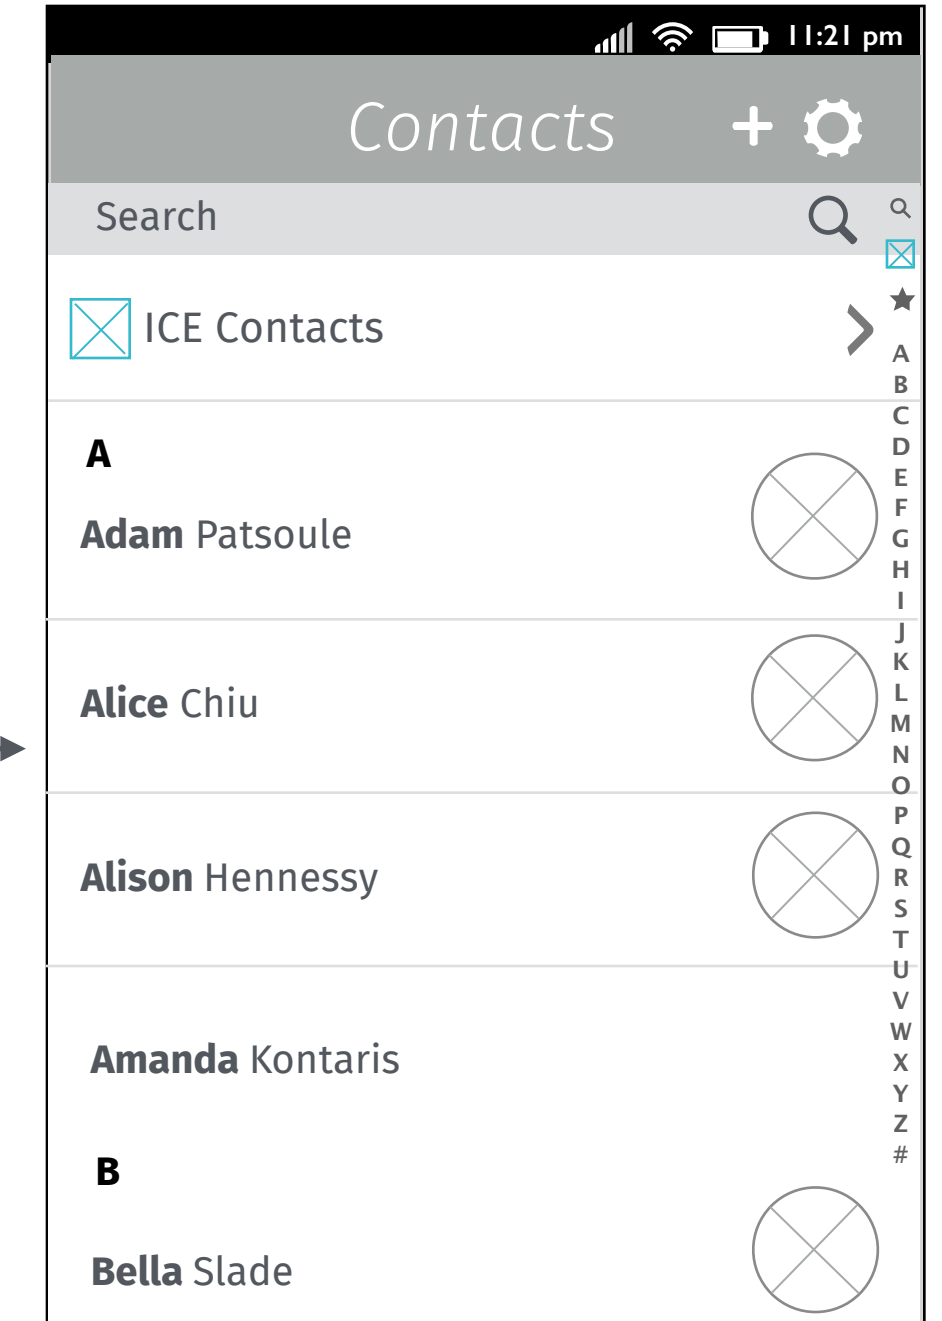 11:21 pm
Contacts
Search
ICE Contacts
A
Adam Patsoule
Alice Chiu
Alison Hennessy
Amanda Kontaris
B
Bella Slade
A
B
C
D
E
F
G
H
I
J
K
L
M
N
O
P
Q
R
S
T
U
V
W
X
Y
Z
#